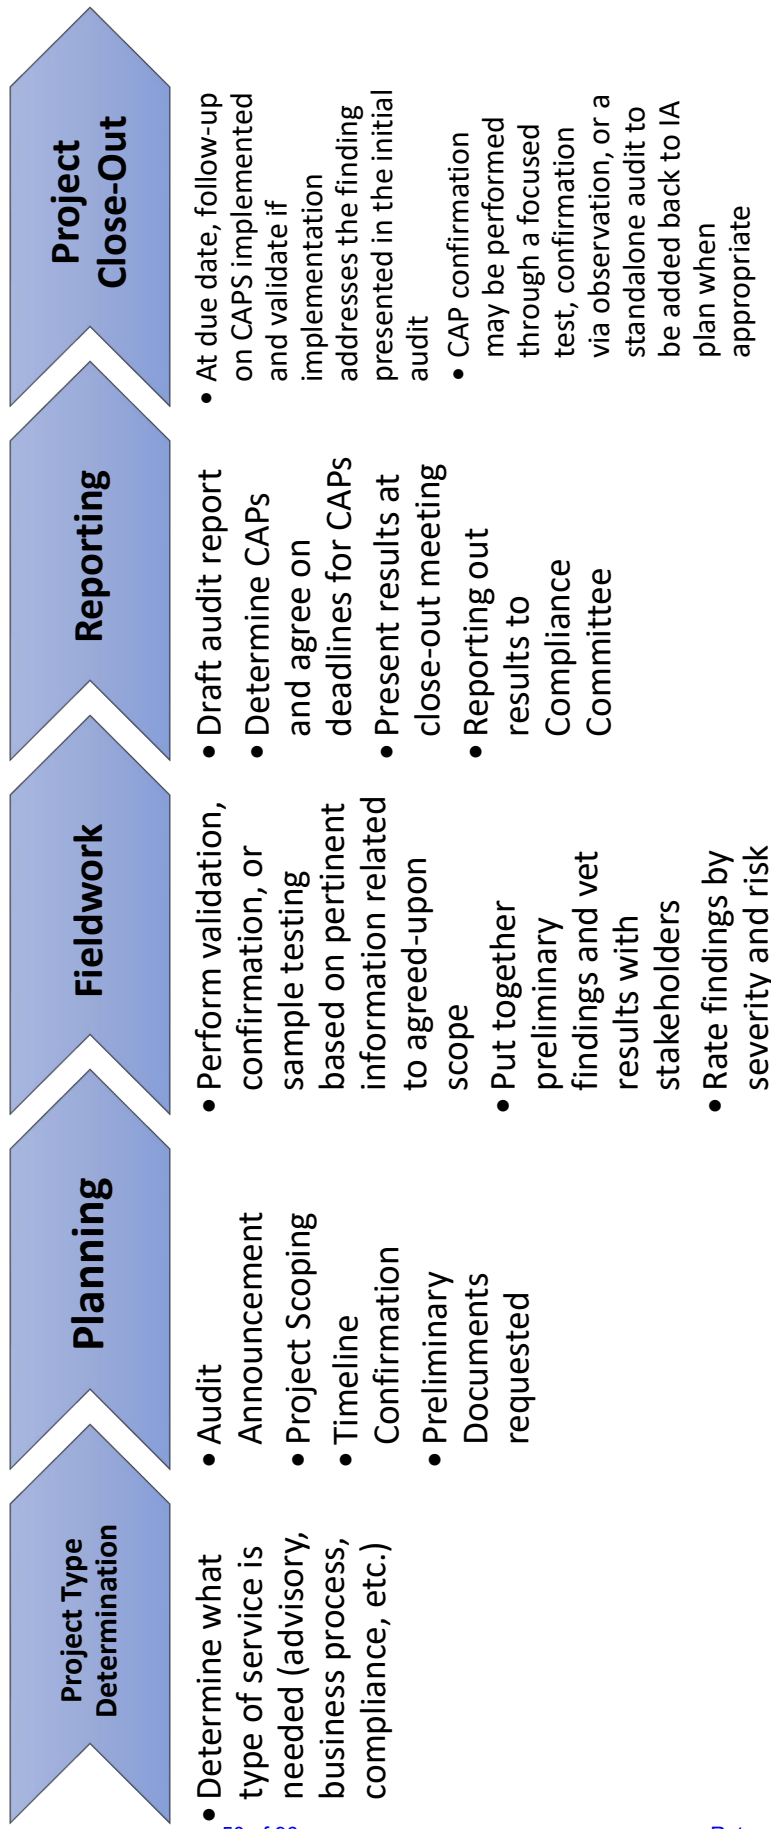 Project Type
Determination
• Determine what
type of service is
needed (advisory,
business process,
compliance, etc.)
Planning
• Audit
Announcement
• Project Scoping
• Timeline
Confirmation
• Preliminary
Documents
requested
Fieldwork
• Perform validation,
confirmation, or
sample testing
based on pertinent
information related
to agreed-upon
scope
• Put together
preliminary
findings and vet
results with
stakeholders
• Rate findings by
severity and risk
Reporting
• Draft audit report
• Determine CAPs
and agree on
deadlines for CAPs
• Present results at
close-out meeting
• Reporting out
results to
Compliance
Committee
Project
Close-Out
• At due date, follow-up
on CAPS implemented
and validate if
implementation
addresses the finding
presented in the initial
audit
• CAP confirmation
may be performed
through a focused
test, confirmation
via observation, or a
standalone audit to
be added back to IA
plan when
appropriate